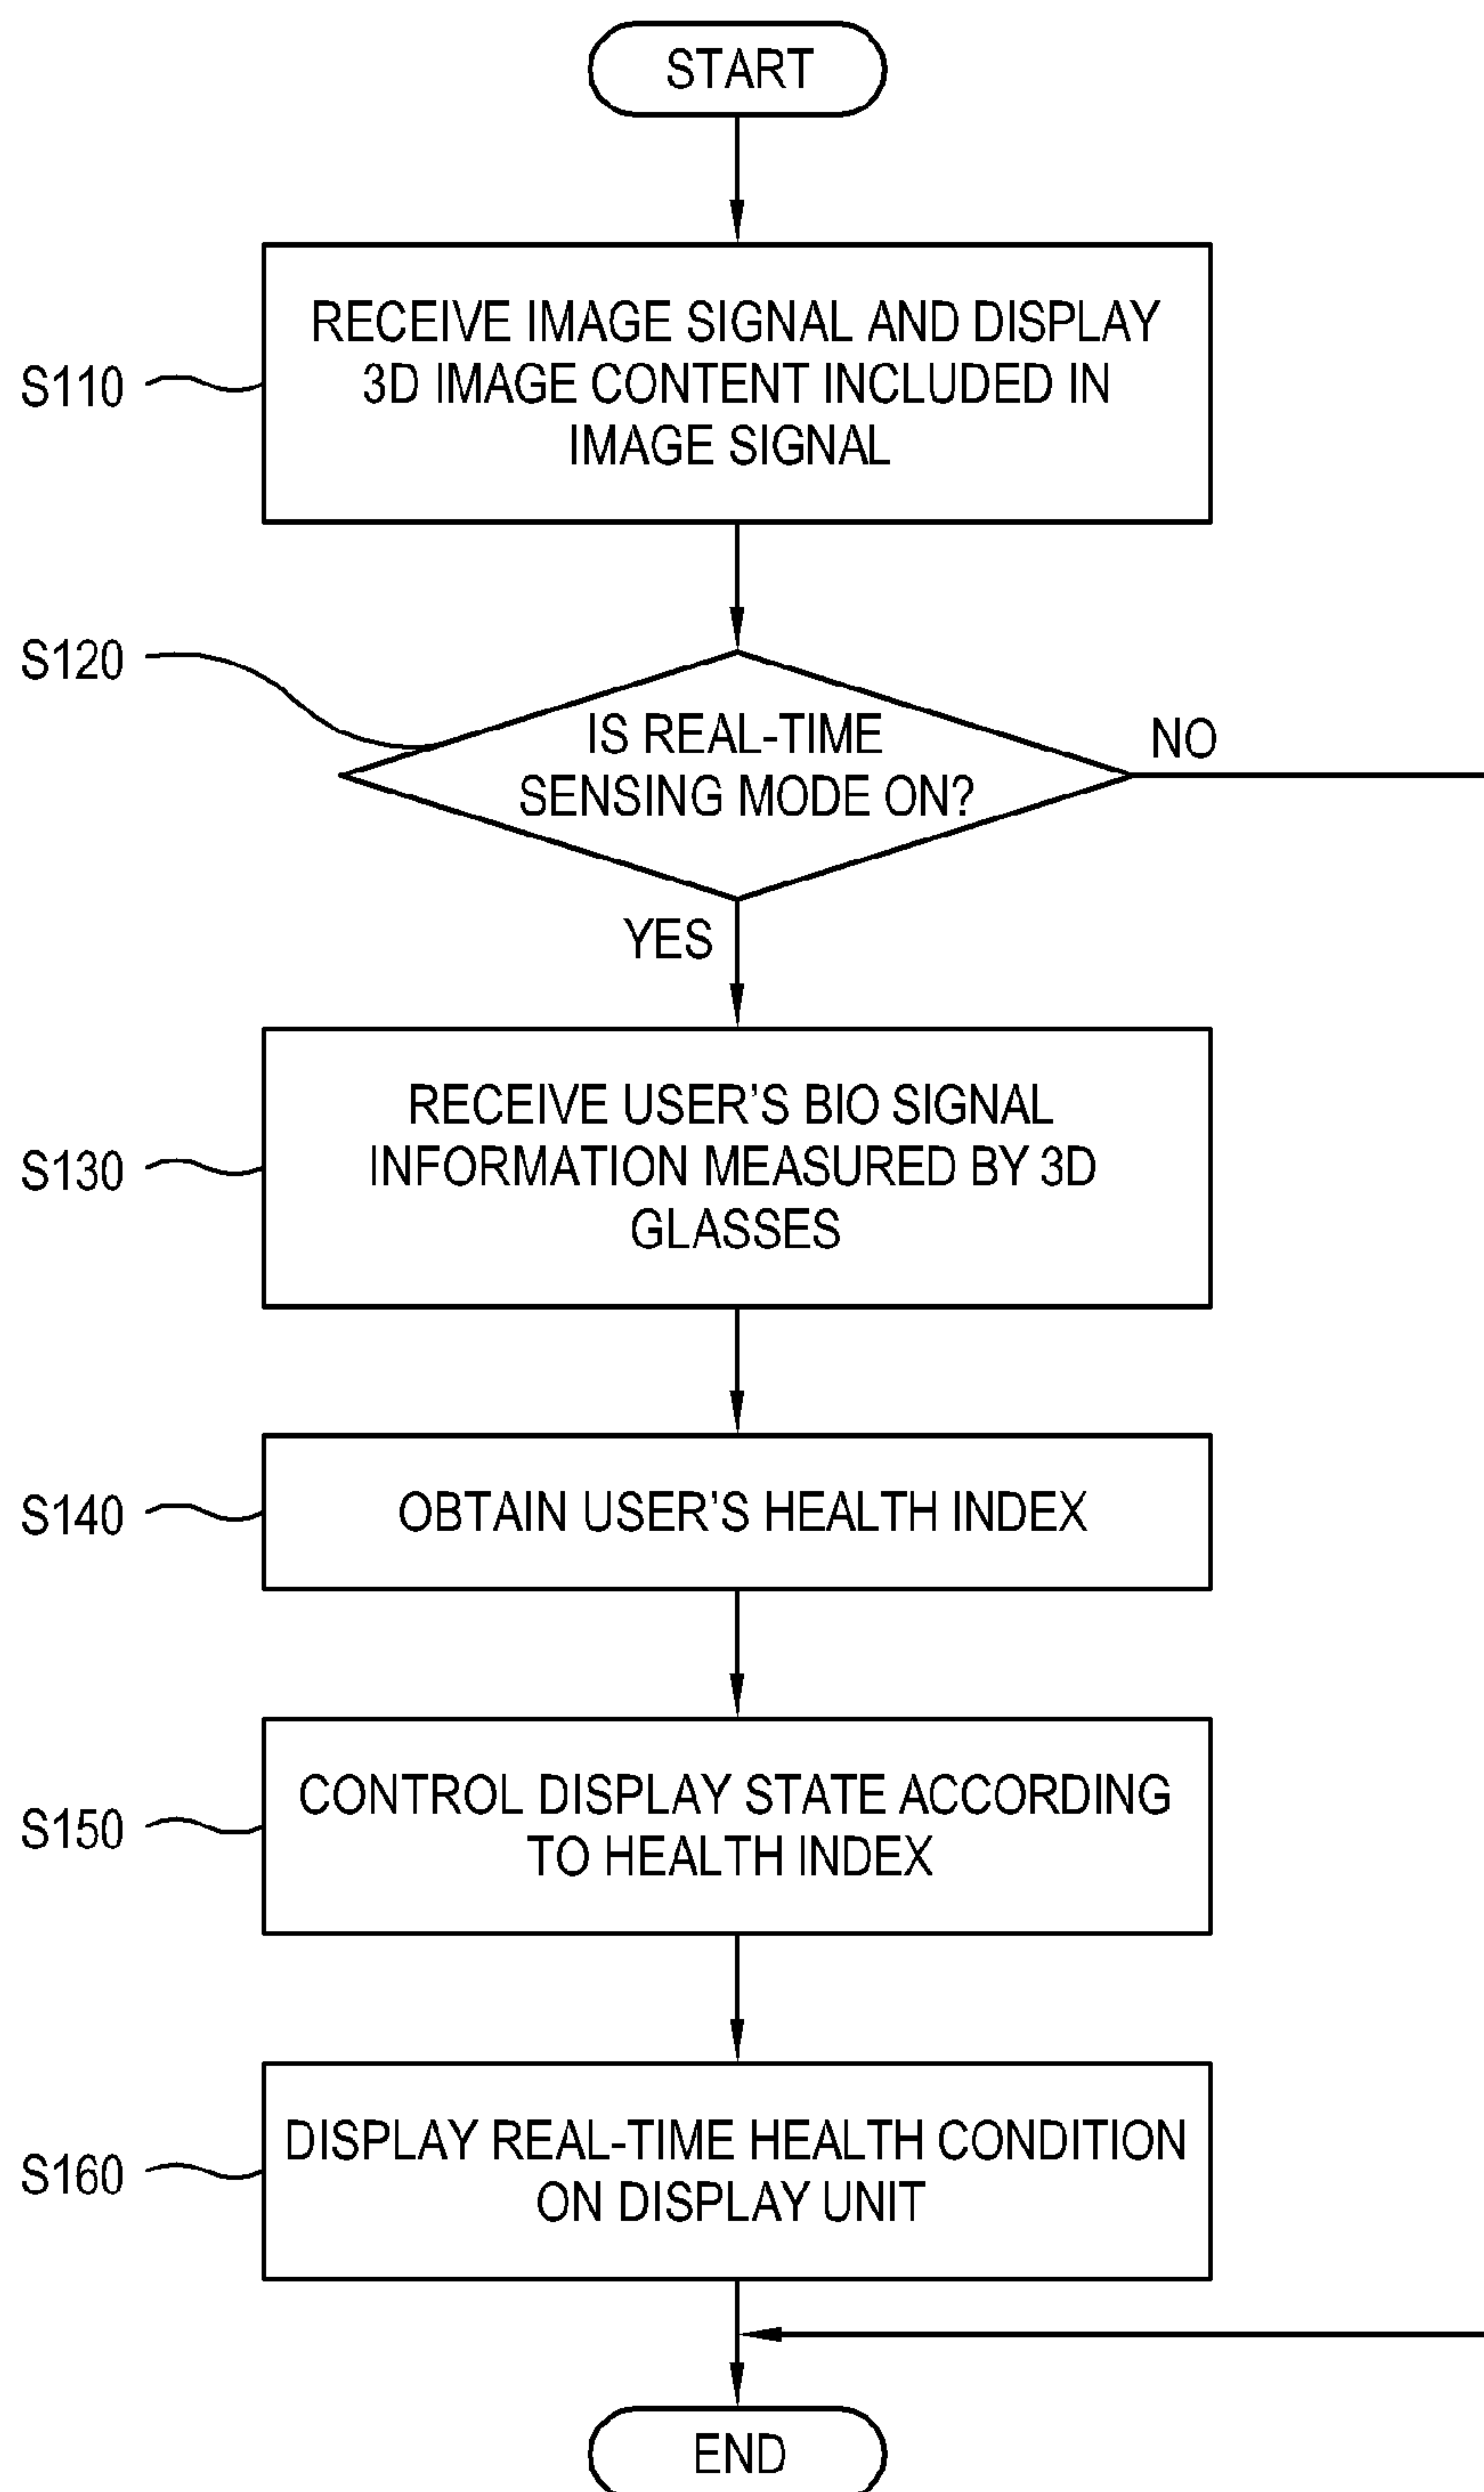 START
RECEIVE IMAGE SIGNAL AND DISPLAY
3D IMAGE CONTENT INCLUDED IN
IMAGE SIGNAL
S110
S120
IS REAL-TIME
SENSING MODE ON?
NO
YES
RECEIVE USER'S BIO SIGNAL
INFORMATION MEASURED BY 3D
GLASSES
S130
S140
OBTAIN USER'S HEALTH INDEX
CONTROL DISPLAY STATE ACCORDING
TO HEALTH INDEX
S150
DISPLAY REAL-TIME HEALTH CONDITION
ON DISPLAY UNIT
S160
END